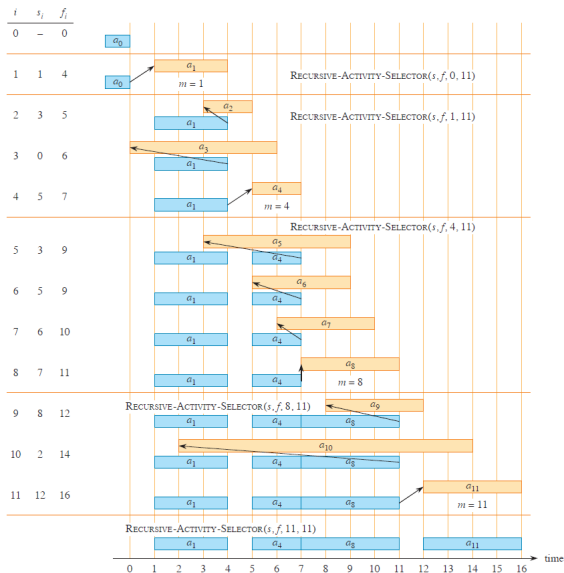 i s_i f_i
0 – 0
a_0
1 1 4
a_0 a_1
m = 1
RECURSIVE-ACTIVITY-SELECTOR(s, f, 0, 11)
2 3 5
a_2
a_1
RECURSIVE-ACTIVITY-SELECTOR(s, f, 1, 11)
3 0 6
a_3
a_1
4 5 7
a_4
a_1
m = 4
RECURSIVE-ACTIVITY-SELECTOR(s, f, 4, 11)
5 3 9
a_5
a_1 a_4
6 5 9
a_6
a_1 a_4
7 6 10
a_7
a_1 a_4
8 7 11
a_8
a_1 a_4
m = 8
RECURSIVE-ACTIVITY-SELECTOR(s, f, 8, 11)
9 8 12
a_9
a_1 a_4 a_8
10 2 14
a_10
a_1 a_4 a_8
11 12 16
a_11
a_1 a_4 a_8
m = 11
RECURSIVE-ACTIVITY-SELECTOR(s, f, 11, 11)
a_1 a_4 a_8 a_11
time
0 1 2 3 4 5 6 7 8 9 10 11 12 13 14 15 16